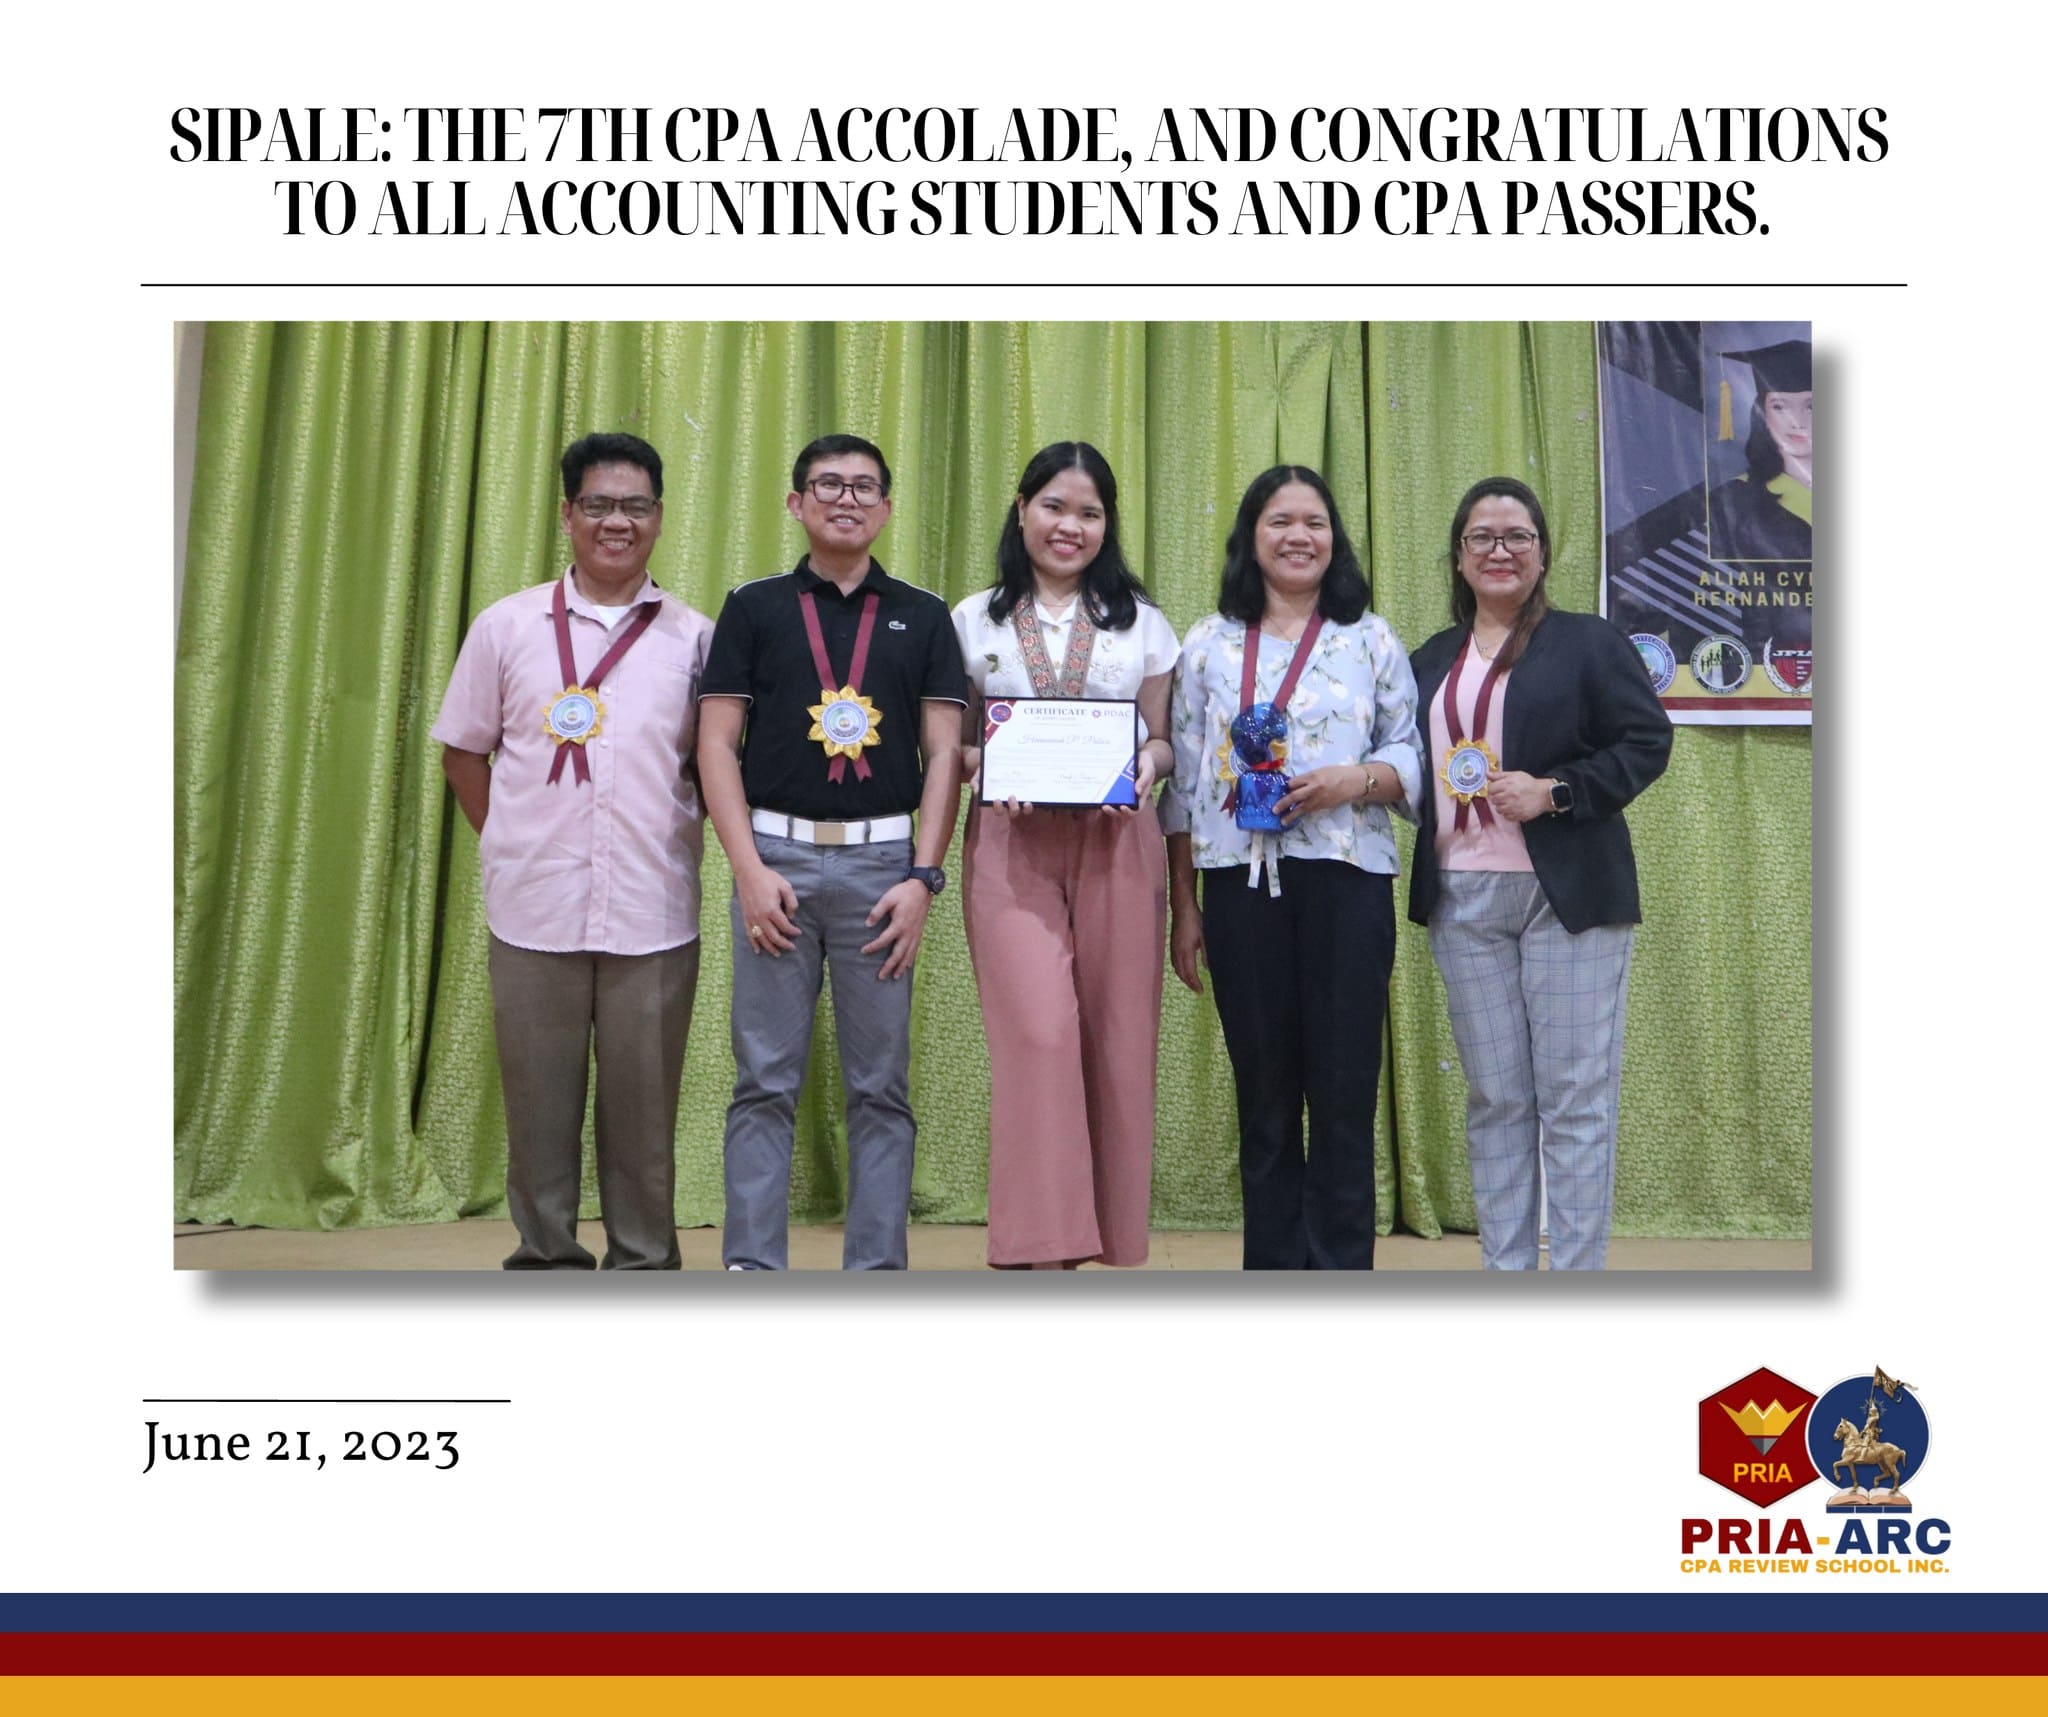 SIPALE: THE 7TH CPA ACCOLADE, AND CONGRATULATIONS
TO ALL ACCOUNTING STUDENTS AND CPA PASSERS.
ALIAH CY
HERNANDE
JPIA
CERTIFICATE
PDAC
June 21, 2023
PRIA
PRIA-ARC
CPA REVIEW SCHOOL INC.